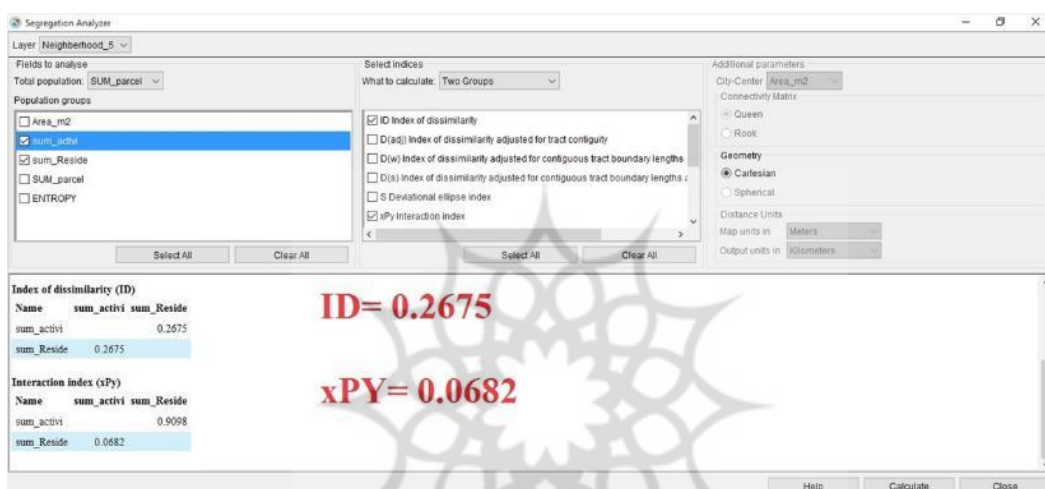 Segregation Analyzer
Layer Neighborhood_5
Fields to analyse
Total population: SUM_parcel
Population groups
Area_m2
sum_activi
sum_Reside
SUM_parcel
ENTROPY
Select All Clear All
Select indices
What to calculate: Two Groups
ID Index of dissimilarity
D(adj) Index of dissimilarity adjusted for tract contiguity
D(w) Index of dissimilarity adjusted for contiguous tract boundary lengths
D(s) Index of dissimilarity adjusted for contiguous tract boundary lengths a
S Deviational ellipse index
xPy Interaction index
Select All Clear All
Additional parameters
City-Center Area_m2
Connectivity Matrix
Queen
Rook
Geometry
Cartesian
Spherical
Distance Units
Map units in Meters
Output units in Kilometers
Index of dissimilarity (ID)
Name sum_activi sum_Reside
sum_activi 0.2675
sum_Reside 0.2675
ID= 0.2675
Interaction index (xPy)
Name sum_activi sum_Reside
sum_activi 0.9098
sum_Reside 0.0682
xPY= 0.0682
Help Calculate Close